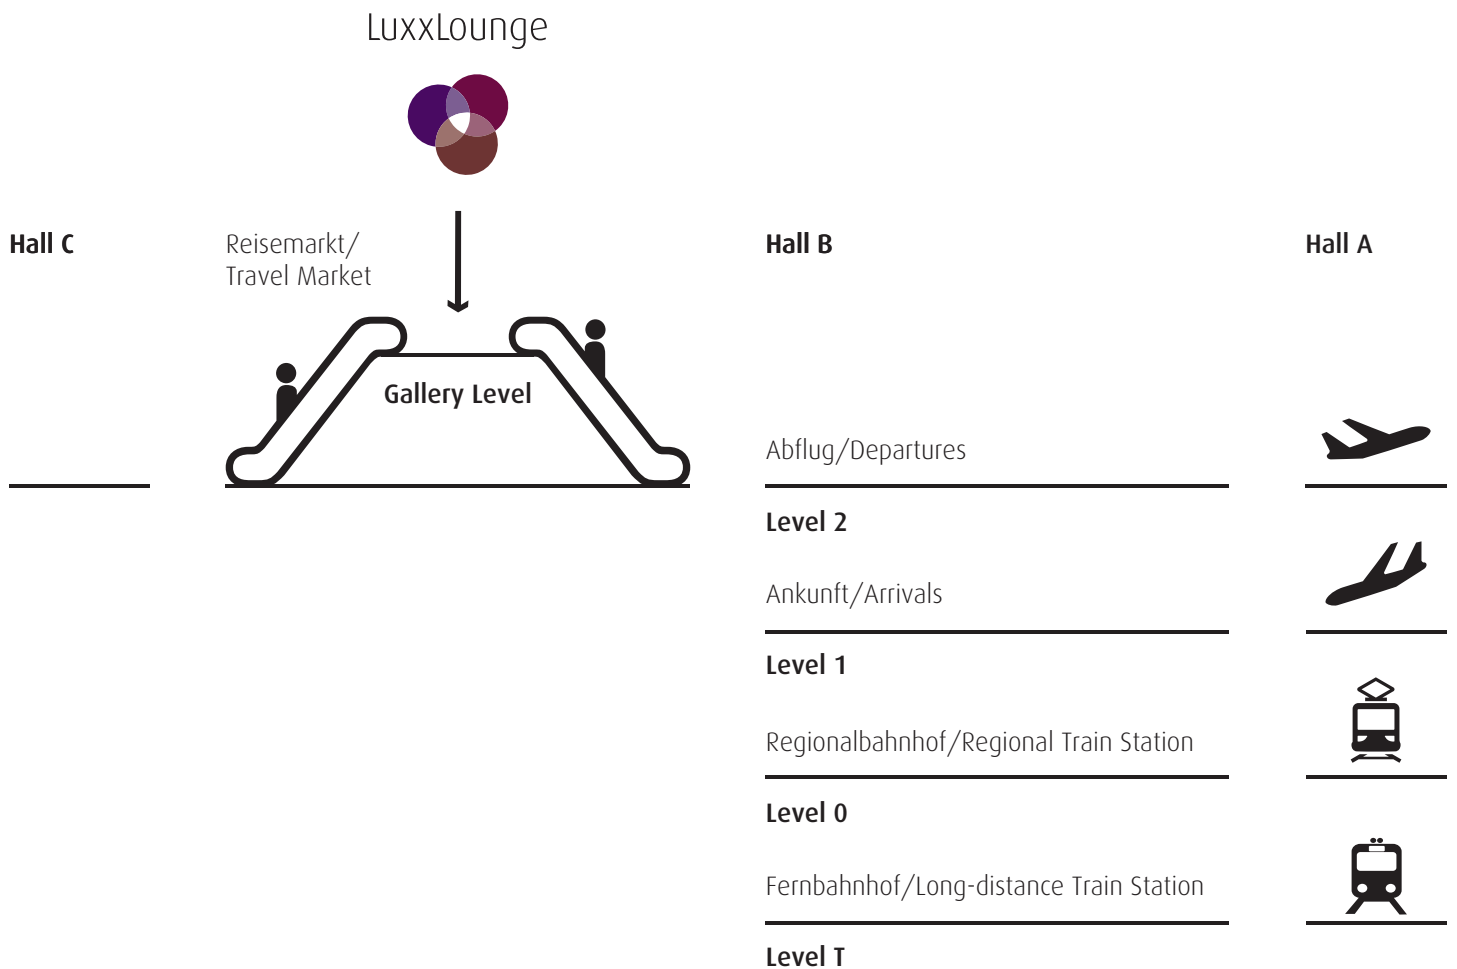 LuxxLounge
Hall C
Reisemarkt/
Travel Market
Hall B
Hall A
Gallery Level
Abflug/Departures
Level 2
Ankunft/Arrivals
Level 1
Regionalbahnhof/Regional Train Station
Level 0
Fernbahnhof/Long-distance Train Station
Level T